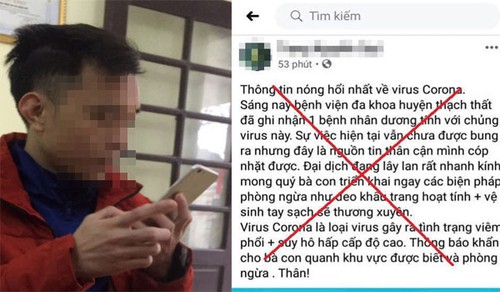 Tìm kiếm
53 phút
Thông tin nóng hổi nhất về virus Corona.
Sáng nay bệnh viện đa khoa huyện thạch thất
đã ghi nhận 1 bệnh nhân dương tính với chủng
virus này. Sự việc hiện tại vẫn chưa được bung
ra nhưng đây là nguồn tin thân cận mình cóp
nhặt được. Đại dịch đang lây lan rất nhanh kính
mong quý bà con triển khai ngay các biện pháp
phòng ngừa như deo khẩu trang hoạt tính + vệ
sinh tay sạch sẽ thương xuyên.
Virus Corona là loại virus gây ra tình trạng viêm
phổi + suy hô hấp cấp độ cao. Thông báo khẩn
cho bà con quanh khu vực được biết và phòng
ngừa . Thân!